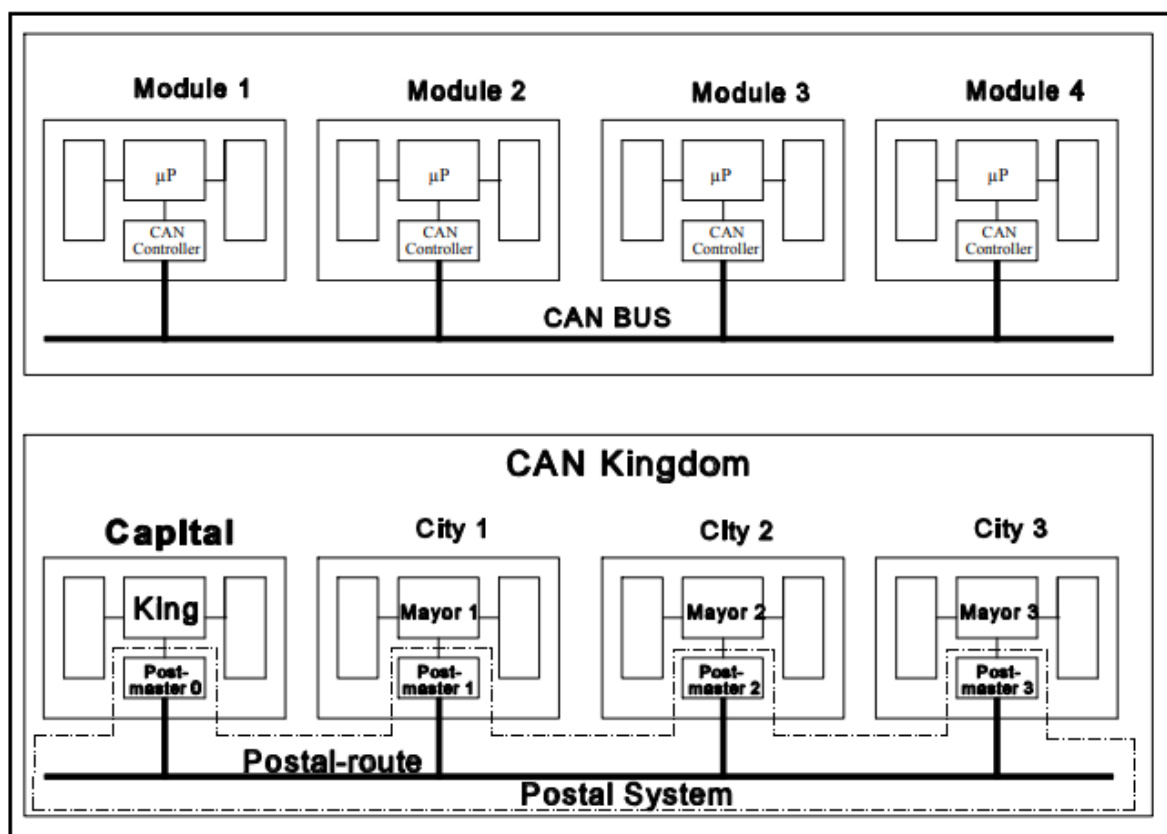 Module 1
Module 2
Module 3
Module 4
µP
µP
µP
µP
CAN
Controller
CAN
Controller
CAN
Controller
CAN
Controller
CAN BUS
CAN Kingdom
Capital
City 1
City 2
City 3
King
Mayor 1
Mayor 2
Mayor 3
Post-
master 0
Post-
master 1
Post-
master 2
Post-
master 3
Postal-route
Postal System